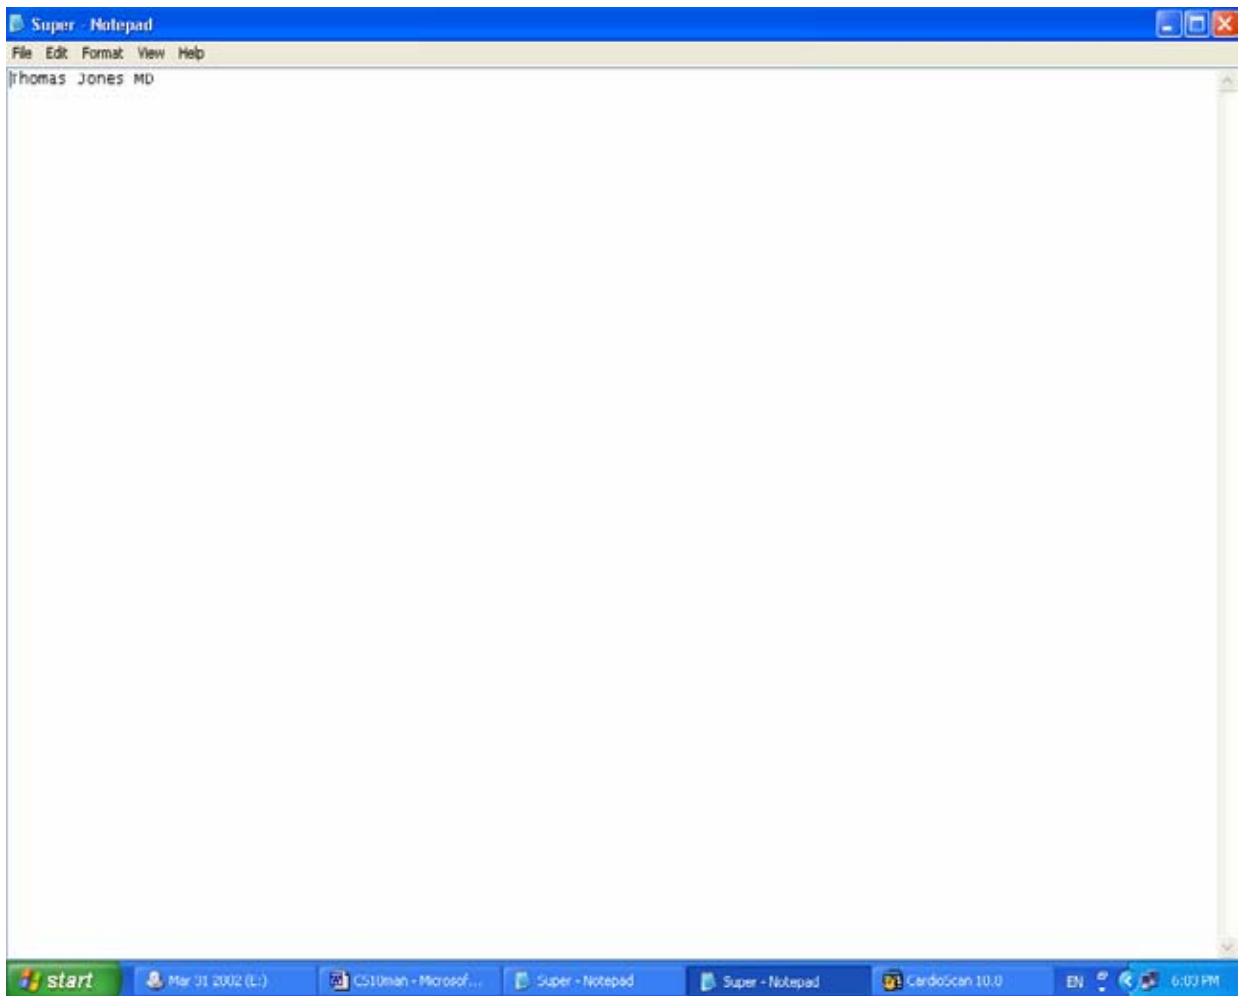 Super - Notepad
File Edit Format View Help
Thomas Jones MD
start Mar 31 2002 (E:) CS10man - Microsof... Super - Notepad Super - Notepad CardioScan 10.0 EN 6:03 PM